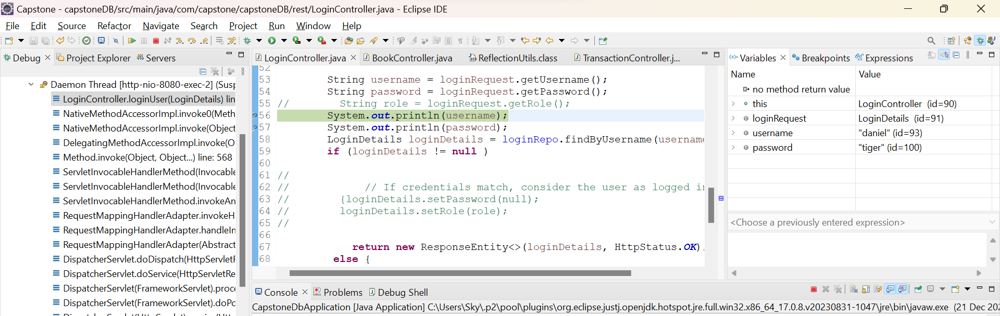 Capstone - capstoneDB/src/main/java/com/capstone/capstoneDB/rest/LoginController.java - Eclipse IDE
File Edit Source Refactor Navigate Search Project Run Window Help
Debug Project Explorer Servers
Daemon Thread [http-nio-8080-exec-2] (Susp
LoginController.loginUser(LoginDetails) lin
NativeMethodAccessorImpl.invoke0(Meth
NativeMethodAccessorImpl.invoke(Object
DelegatingMethodAccessorImpl.invoke(O
Method.invoke(Object, Object...) line: 568
ServletInvocableHandlerMethod(Invocable
ServletInvocableHandlerMethod(Invocable
ServletInvocableHandlerMethod.invokeAn
RequestMappingHandlerAdapter.invokeH
RequestMappingHandlerAdapter.handleIn
RequestMappingHandlerAdapter(Abstract
DispatcherServlet.doDispatch(HttpServletR
DispatcherServlet.doService(HttpServletRe
DispatcherServlet(FrameworkServlet).proce
DispatcherServlet(FrameworkServlet).doPo
LoginController.java BookController.java ReflectionUtils.class TransactionController.j...
52
53 String username = loginRequest.getUsername();
54 String password = loginRequest.getPassword();
55 // String role = loginRequest.getRole();
56 System.out.println(username);
57 System.out.println(password);
58 LoginDetails loginDetails = loginRepo.findByUsername(username
59 if (loginDetails != null )
60
61 //
62 // // If credentials match, consider the user as logged in
63 // {loginDetails.setPassword(null);
64 // loginDetails.setRole(role);
65 //
66
67 return new ResponseEntity<>(loginDetails, HttpStatus.OK)
68 else {
(x)= Variables Breakpoints Expressions
Name Value
no method return value
this LoginController (id=90)
loginRequest LoginDetails (id=91)
username "daniel" (id=93)
password "tiger" (id=100)
<Choose a previously entered expression>
Console Problems Debug Shell
CapstoneDbApplication [Java Application] C:\Users\Sky\.p2\pool\plugins\org.eclipse.justj.openjdk.hotspot.jre.full.win32.x86_64_17.0.8.v20230831-1047\jre\bin\javaw.exe (21 Dec 20